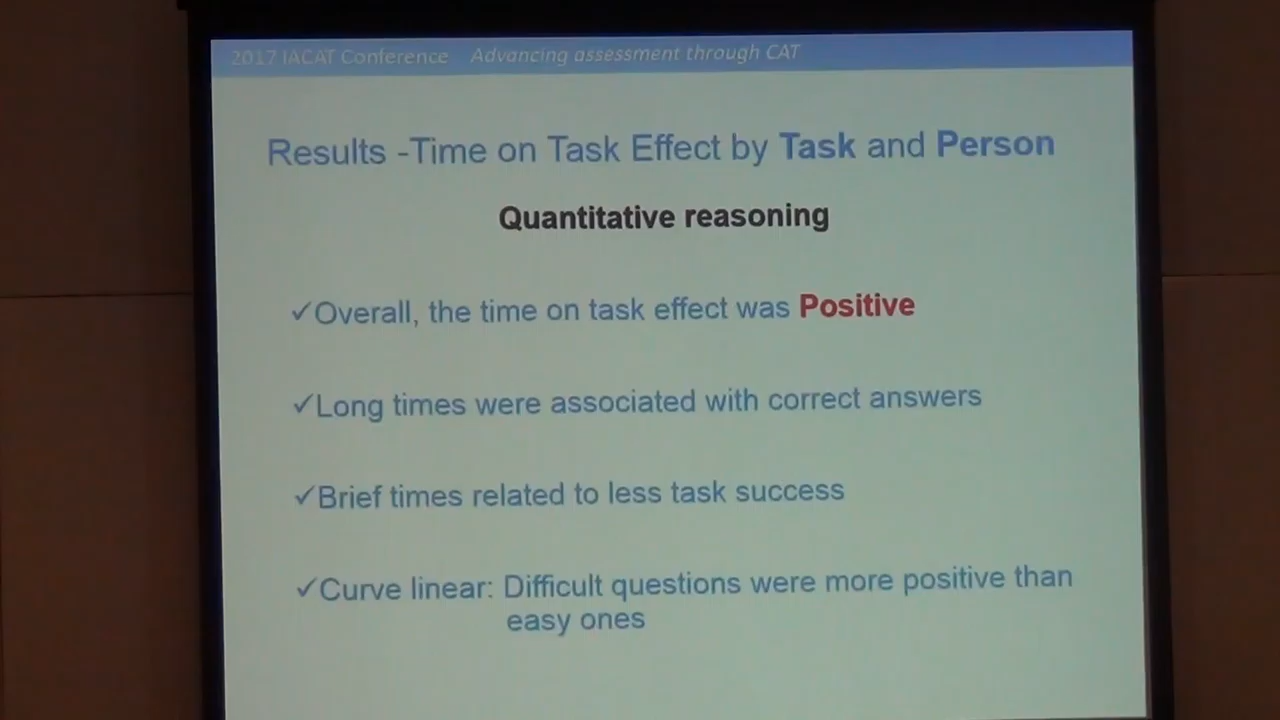 2017 IACAT Conference Advancing assessment through CAT
Results -Time on Task Effect by Task and Person
Quantitative reasoning
✓Overall, the time on task effect was Positive
✓Long times were associated with correct answers
✓Brief times related to less task success
✓Curve linear: Difficult questions were more positive than
easy ones